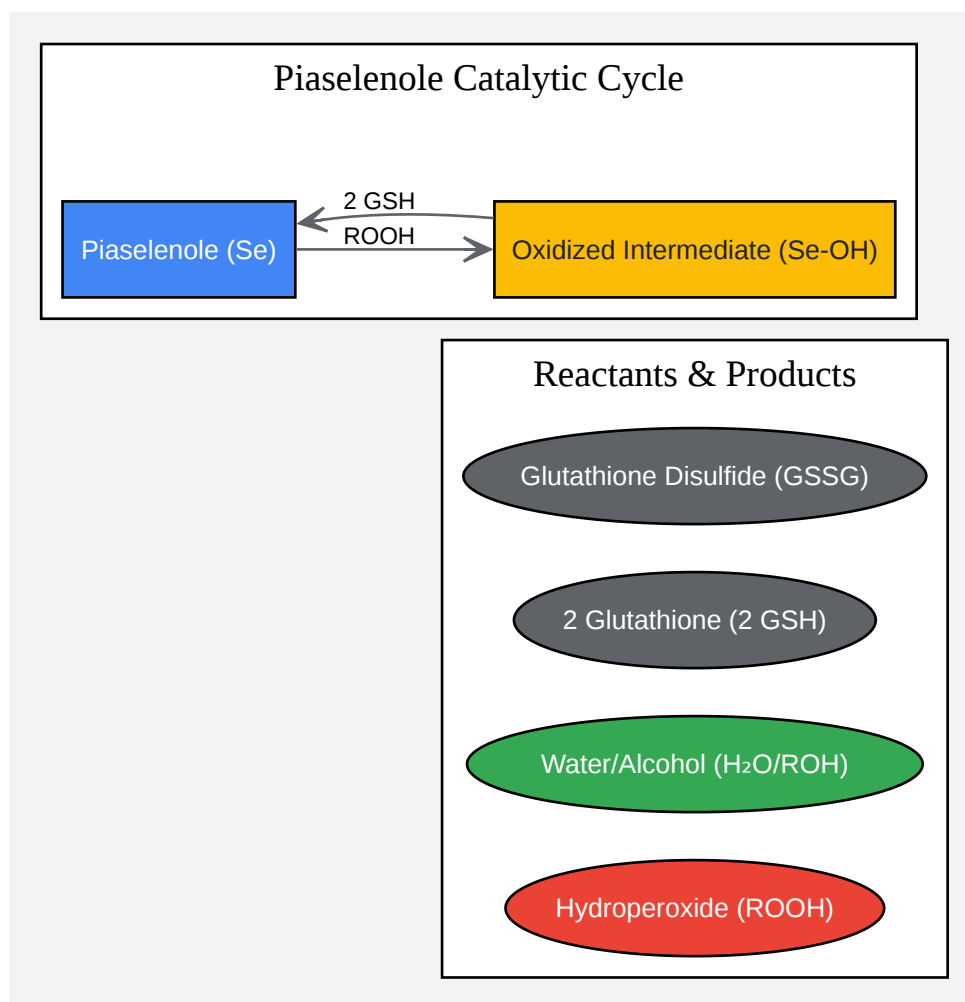 Piaselenole Catalytic Cycle
2 GSH
ROOH
Piaselenole (Se)
Oxidized Intermediate (Se-OH)
Reactants & Products
Glutathione Disulfide (GSSG)
2 Glutathione (2 GSH)
Water/Alcohol (H₂O/ROH)
Hydroperoxide (ROOH)